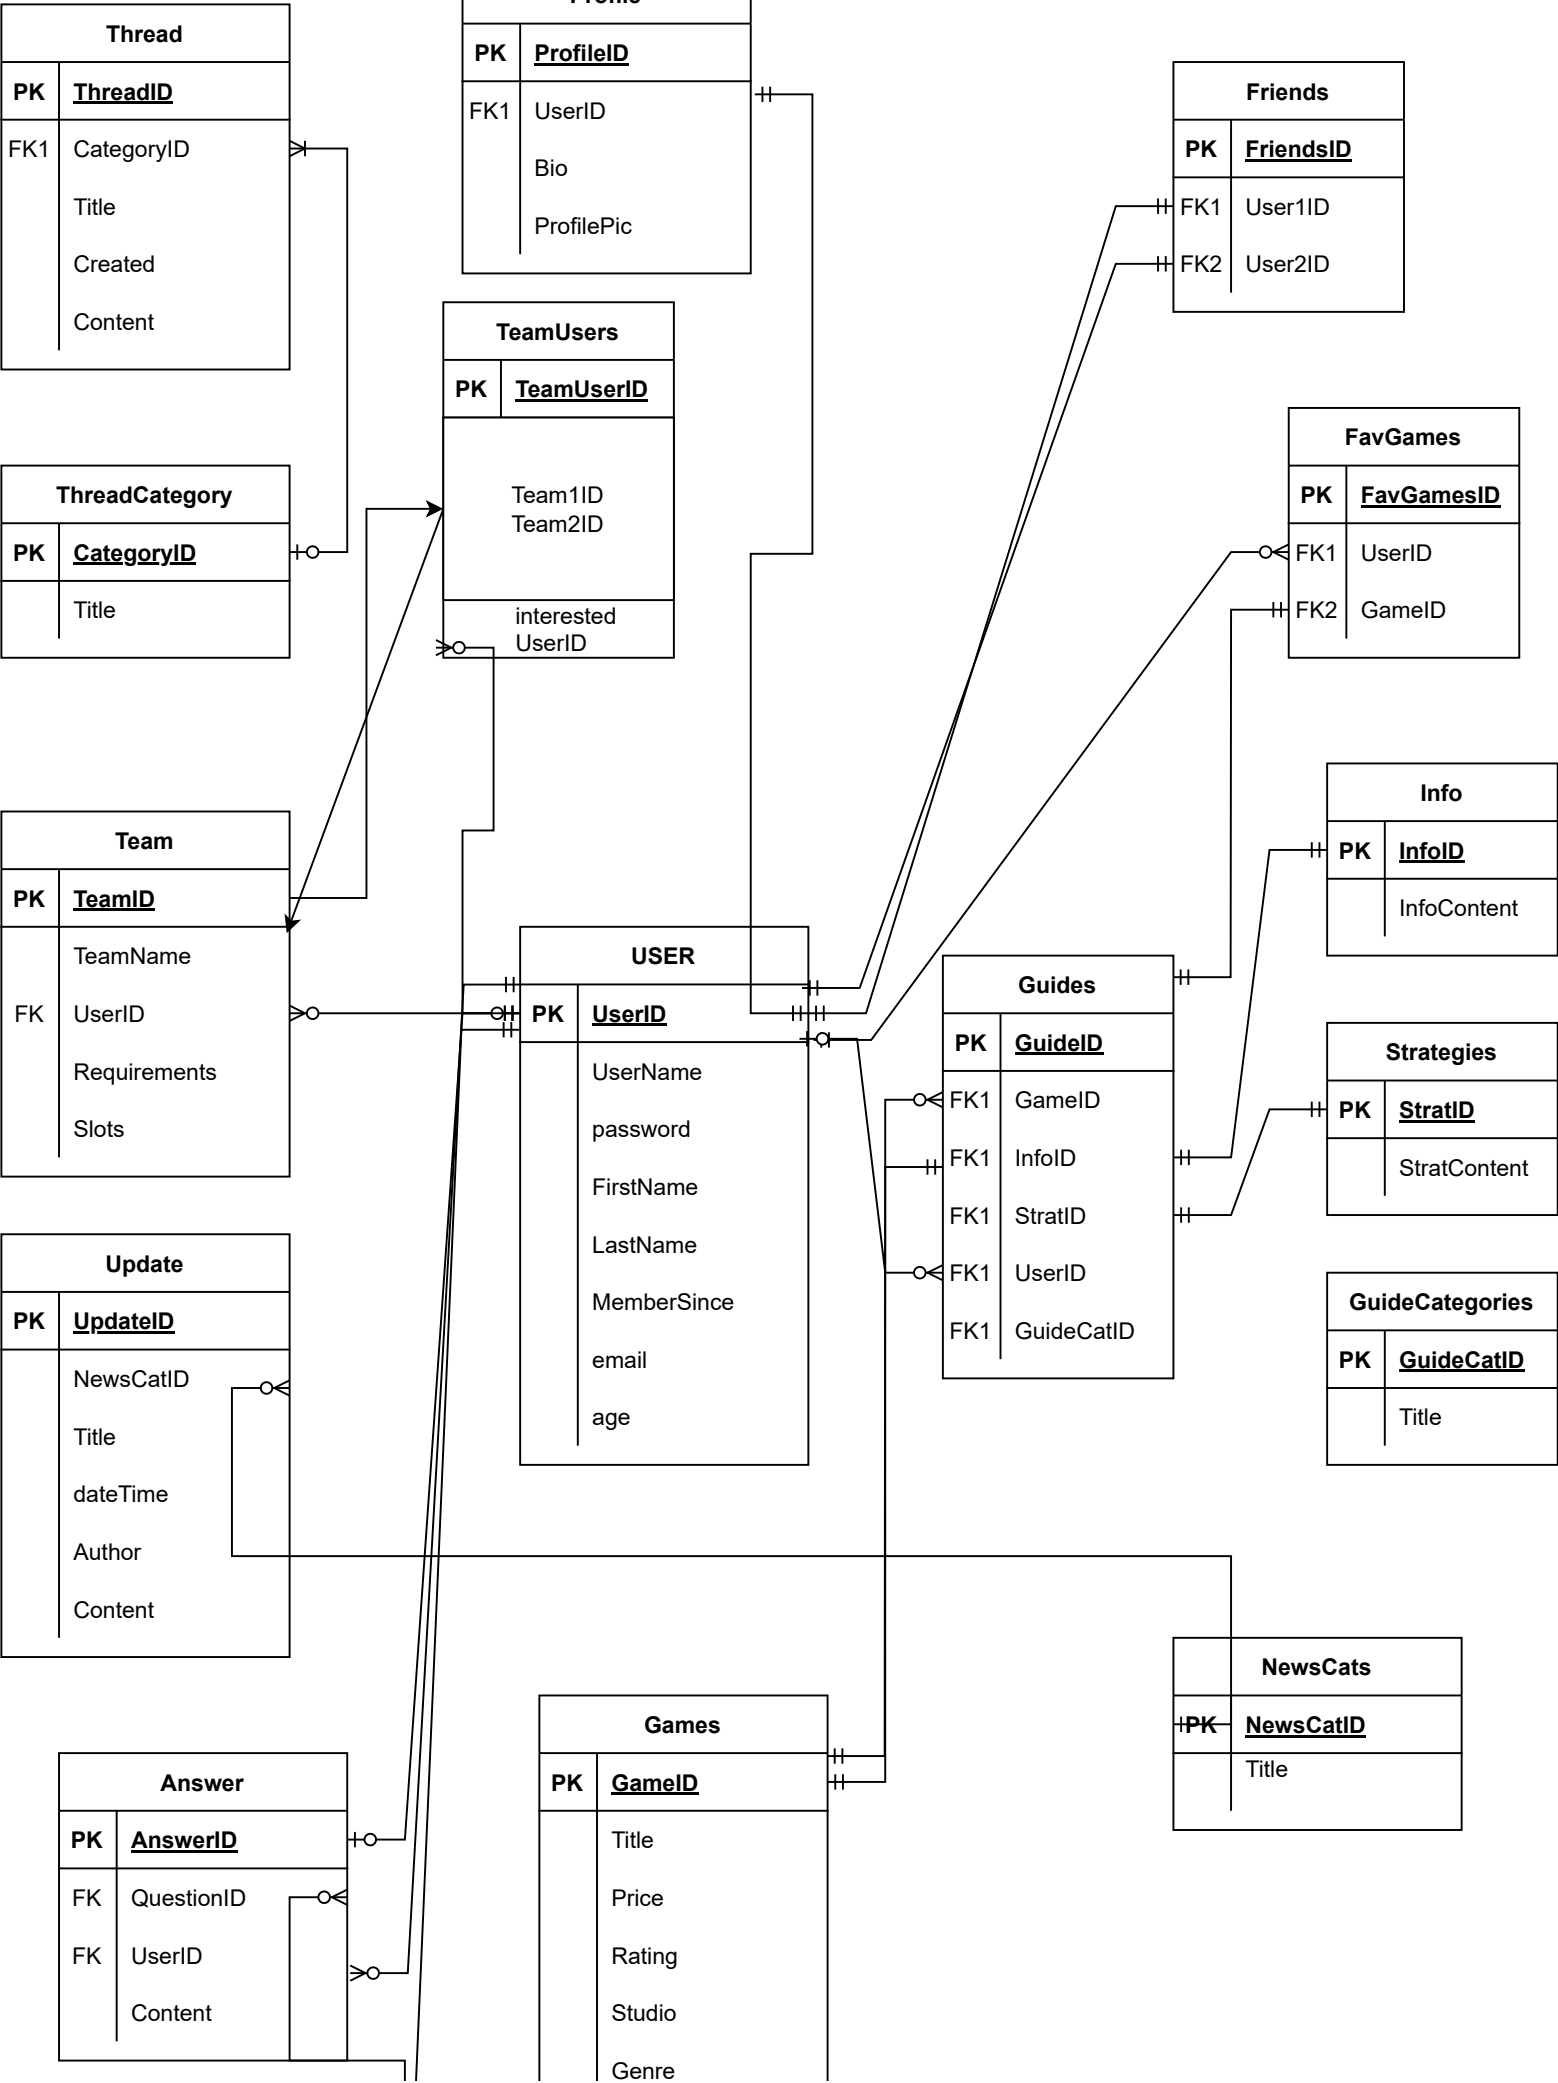 Thread
PK ThreadID
FK1 CategoryID
Title
Created
Content
Profile
PK ProfileID
FK1 UserID
Bio
ProfilePic
Friends
PK FriendsID
FK1 User1ID
FK2 User2ID
TeamUsers
PK TeamUserID
Team1ID
Team2ID
interested
UserID
FavGames
PK FavGamesID
FK1 UserID
FK2 GameID
ThreadCategory
PK CategoryID
Title
Info
PK InfoID
InfoContent
Team
PK TeamID
TeamName
FK UserID
Requirements
Slots
USER
PK UserID
UserName
password
FirstName
LastName
MemberSince
email
age
Guides
PK GuideID
FK1 GameID
FK1 InfoID
FK1 StratID
FK1 UserID
FK1 GuideCatID
Strategies
PK StratID
StratContent
GuideCategories
PK GuideCatID
Title
Update
PK UpdateID
NewsCatID
Title
dateTime
Author
Content
NewsCats
PK NewsCatID
Title
Answer
PK AnswerID
FK QuestionID
FK UserID
Content
Games
PK GameID
Title
Price
Rating
Studio
Genre